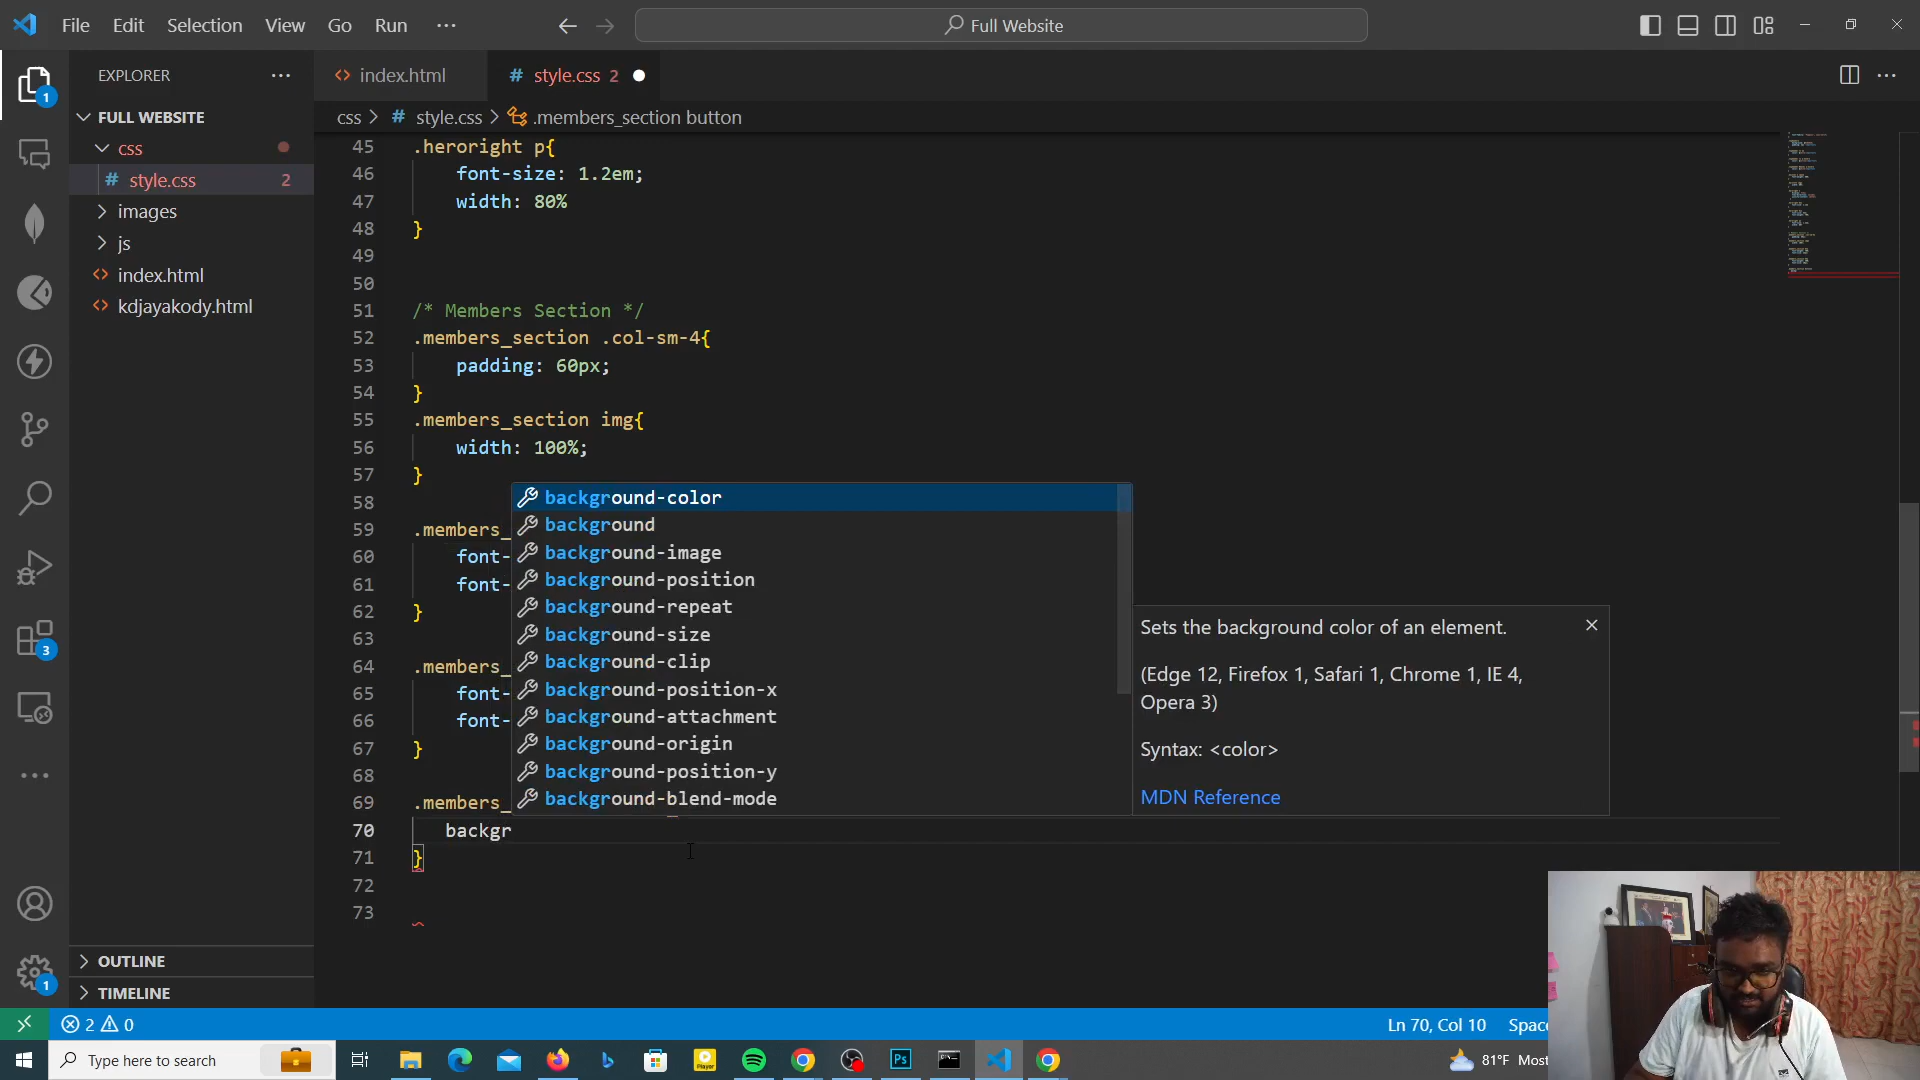 File Edit Selection View Go Run ··· Full Website
EXPLORER ···
index.html
# style.css 2
FULL WEBSITE
css
# style.css 2
images
js
index.html
kdjayakody.html
OUTLINE
TIMELINE
1
3
1
css > # style.css > .members_section button
45 .heroright p{
46 font-size: 1.2em;
47 width: 80%
48 }
49
50
51 /* Members Section */
52 .members_section .col-sm-4{
53 padding: 60px;
54 }
55 .members_section img{
56 width: 100%;
57 }
58
59 .members_
60 font-
61 font-
62 }
63
64 .members_
65 font-
66 font-
67 }
68
69 .members_
70 backgr
71 }
72
73
background-color
background
background-image
background-position
background-repeat
background-size
background-clip
background-position-x
background-attachment
background-origin
background-position-y
background-blend-mode
Sets the background color of an element.
(Edge 12, Firefox 1, Safari 1, Chrome 1, IE 4,
Opera 3)
Syntax: <color>
MDN Reference
2 0 Ln 70, Col 10 Spac
Type here to search
Ps
Player
81°F Most